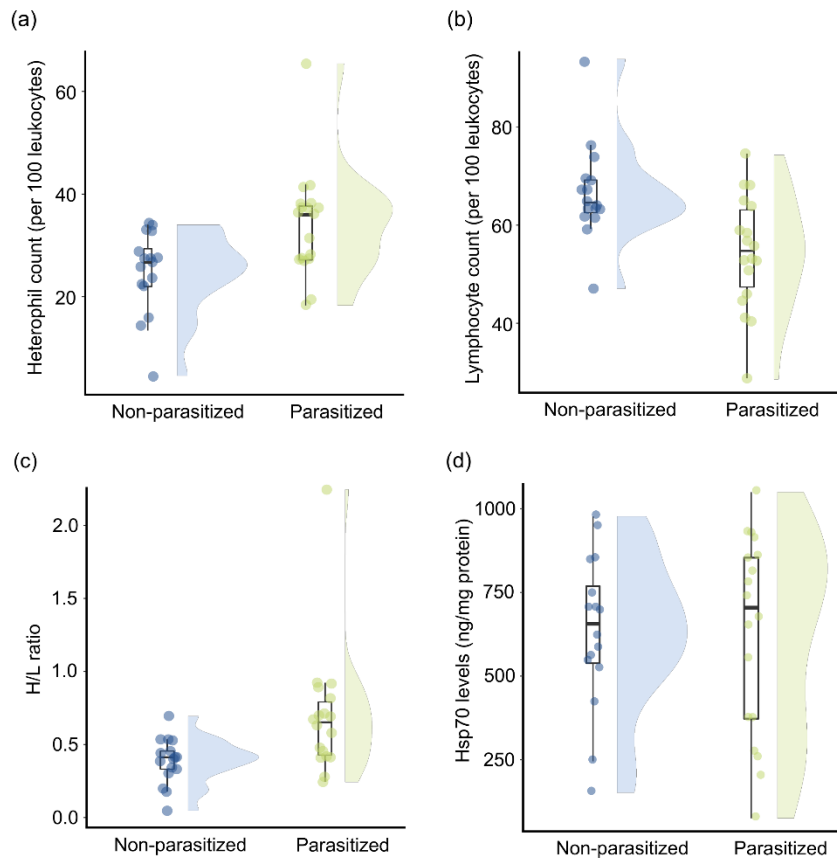 (a)
Heterophil count (per 100 leukocytes)
60
40
20
Non-parasitized Parasitized
(b)
Lymphocyte count (per 100 leukocytes)
80
60
40
Non-parasitized Parasitized
(c)
H/L ratio
2.0
1.5
1.0
0.5
0.0
Non-parasitized Parasitized
(d)
Hsp70 levels (ng/mg protein)
1000
750
500
250
Non-parasitized Parasitized